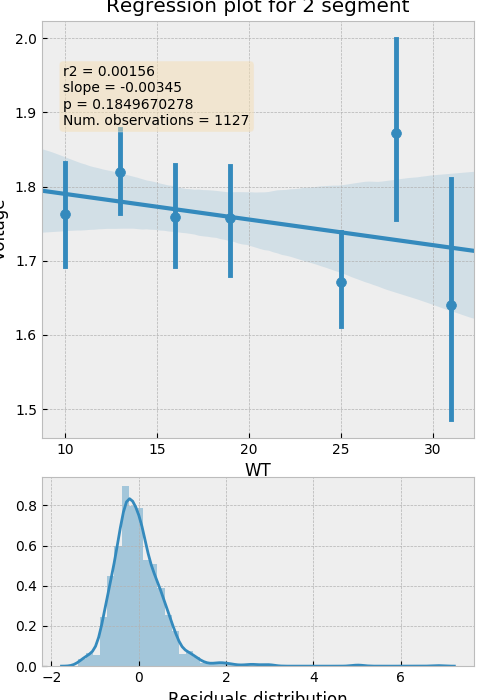 Regression plot for 2 segment
2.0
1.9
1.8
1.7
1.6
1.5
r2 = 0.00156
slope = -0.00345
p = 0.1849670278
Num. observations = 1127
Voltage
10 15 20 25 30
WT
0.8
0.6
0.4
0.2
0.0
−2 0 2 4 6
Residuals distribution